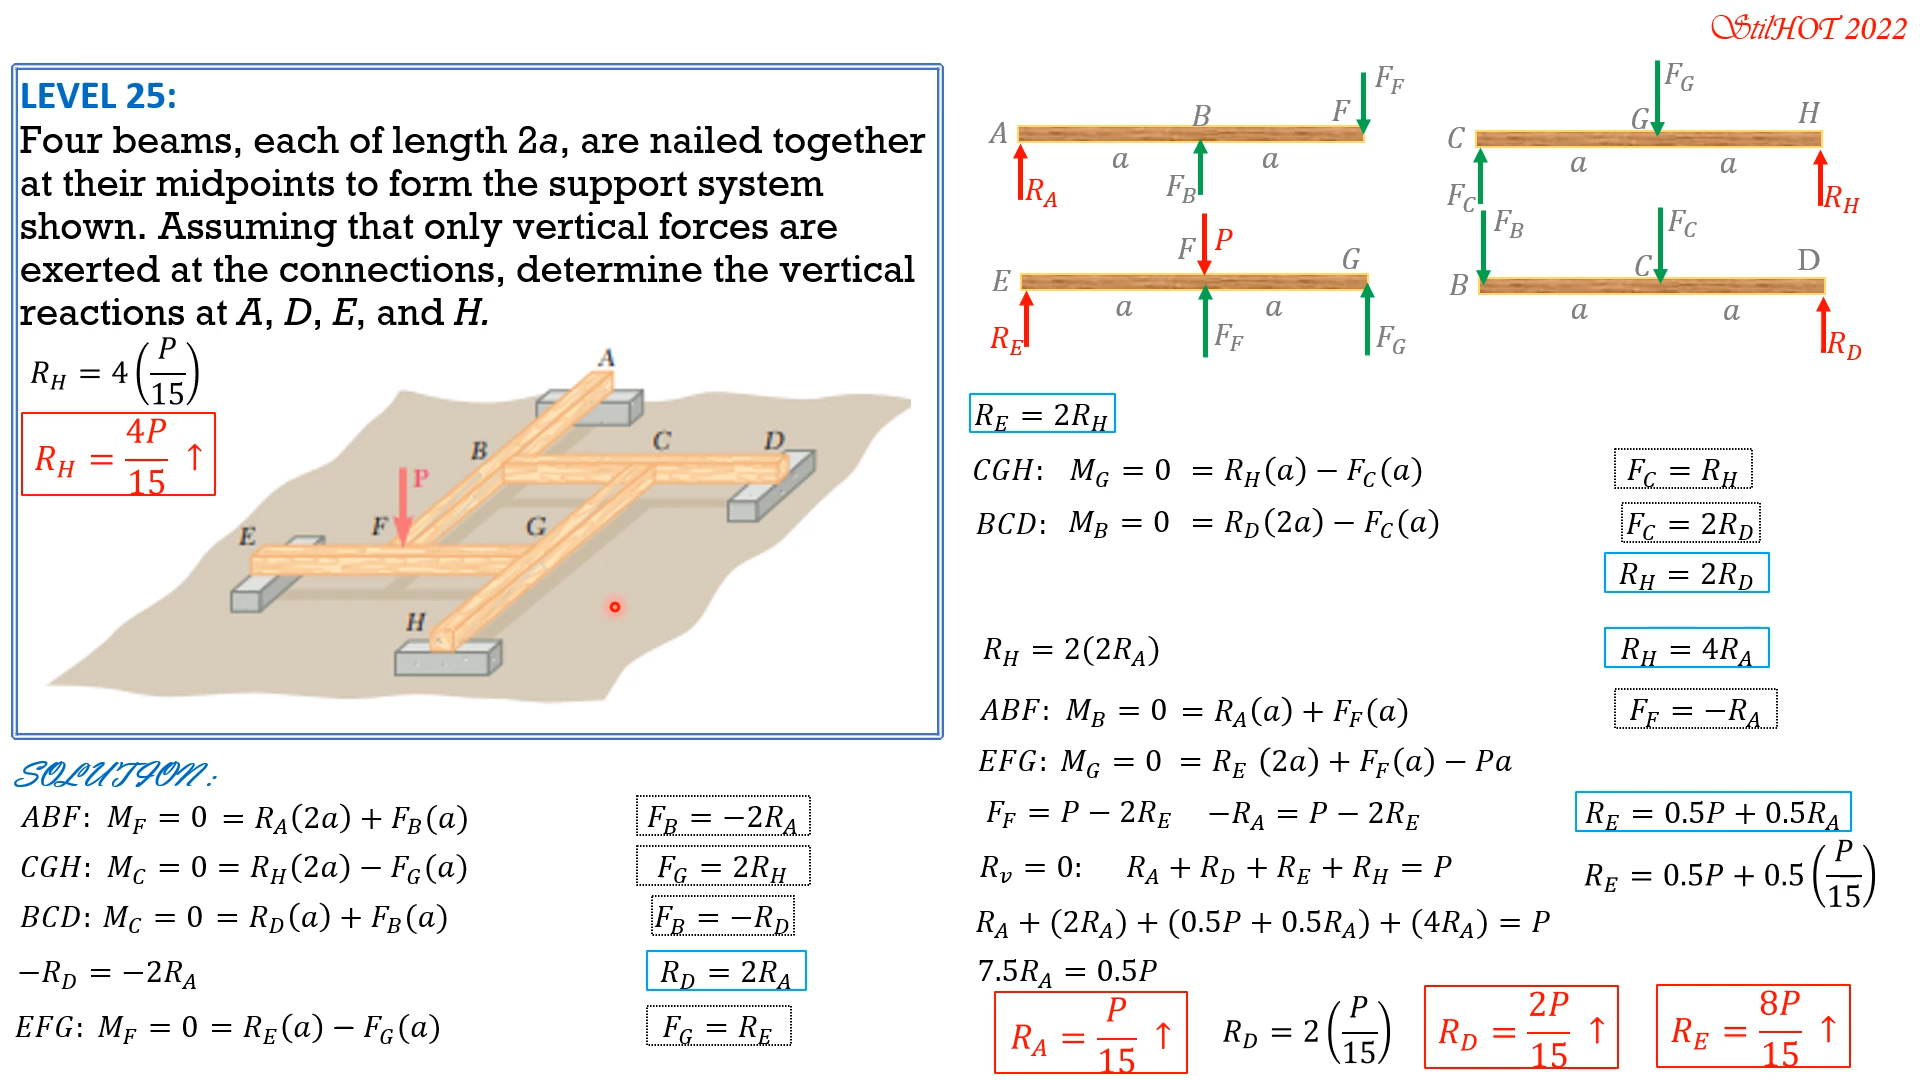 StilHOT 2022
LEVEL 25:
Four beams, each of length 2a, are nailed together
at their midpoints to form the support system
shown. Assuming that only vertical forces are
exerted at the connections, determine the vertical
reactions at A, D, E, and H.
R_H = 4(P/15)
R_H = 4P/15 ↑
A
B
C
D
P
E
F
G
H
SOLUTION:
ABF: M_F = 0 = R_A(2a) + F_B(a)
F_B = −2R_A
CGH: M_C = 0 = R_H(2a) − F_G(a)
F_G = 2R_H
BCD: M_C = 0 = R_D(a) + F_B(a)
F_B = −R_D
−R_D = −2R_A
R_D = 2R_A
EFG: M_F = 0 = R_E(a) − F_G(a)
F_G = R_E
F_F
A B F
a a
R_A F_B
F_G
C G H
a a
F_C R_H
P
E F G
a a
R_E F_F F_G
F_B F_C
B C D
a a
R_D
R_E = 2R_H
CGH: M_G = 0 = R_H(a) − F_C(a)
F_C = R_H
BCD: M_B = 0 = R_D(2a) − F_C(a)
F_C = 2R_D
R_H = 2R_D
R_H = 2(2R_A)
R_H = 4R_A
ABF: M_B = 0 = R_A(a) + F_F(a)
F_F = −R_A
EFG: M_G = 0 = R_E (2a) + F_F(a) − Pa
F_F = P − 2R_E −R_A = P − 2R_E
R_E = 0.5P + 0.5R_A
R_v = 0: R_A + R_D + R_E + R_H = P
R_E = 0.5P + 0.5(P/15)
R_A + (2R_A) + (0.5P + 0.5R_A) + (4R_A) = P
7.5R_A = 0.5P
R_A = P/15 ↑
R_D = 2(P/15)
R_D = 2P/15 ↑
R_E = 8P/15 ↑